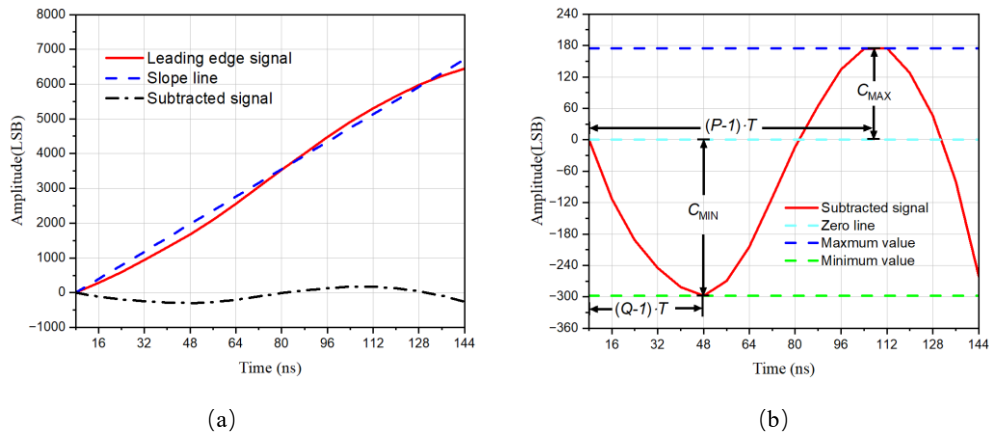 (a)
8000
7000
6000
5000
4000
3000
2000
1000
0
−1000
Amplitude(LSB)
Leading edge signal
Slope line
Subtracted signal
16 32 48 64 80 96 112 128 144
Time (ns)
(b)
240
180
120
60
0
−60
−120
−180
−240
−300
−360
Amplitude(LSB)
CMAX
(P-1)·T
CMIN
Subtracted signal
Zero line
Maxmum value
Minimum value
(Q-1)·T
16 32 48 64 80 96 112 128 144
Time (ns)
(a) (b)